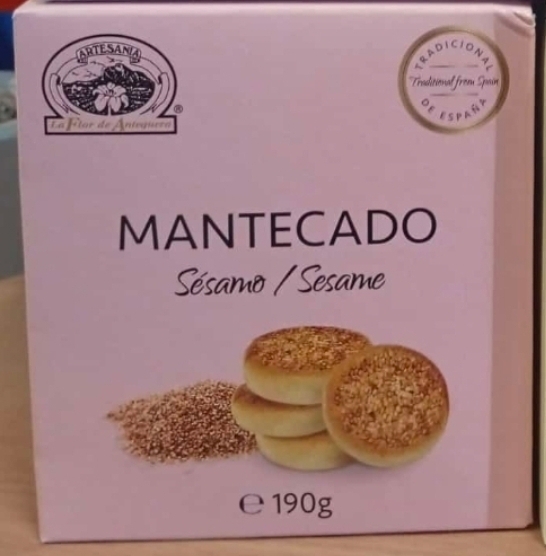 ARTESANIA
La Flor de Antequera
®
TRADICIONAL
Traditional from Spain
DE ESPAÑA
MANTECADO
Sésamo / Sesame
℮ 190g